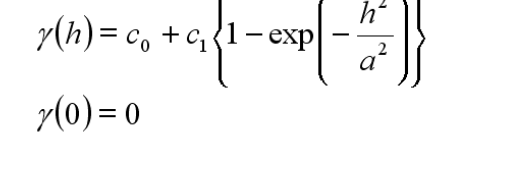 γ(h) = c₀ + c₁{1 − exp(−h²/a²)}
γ(0) = 0